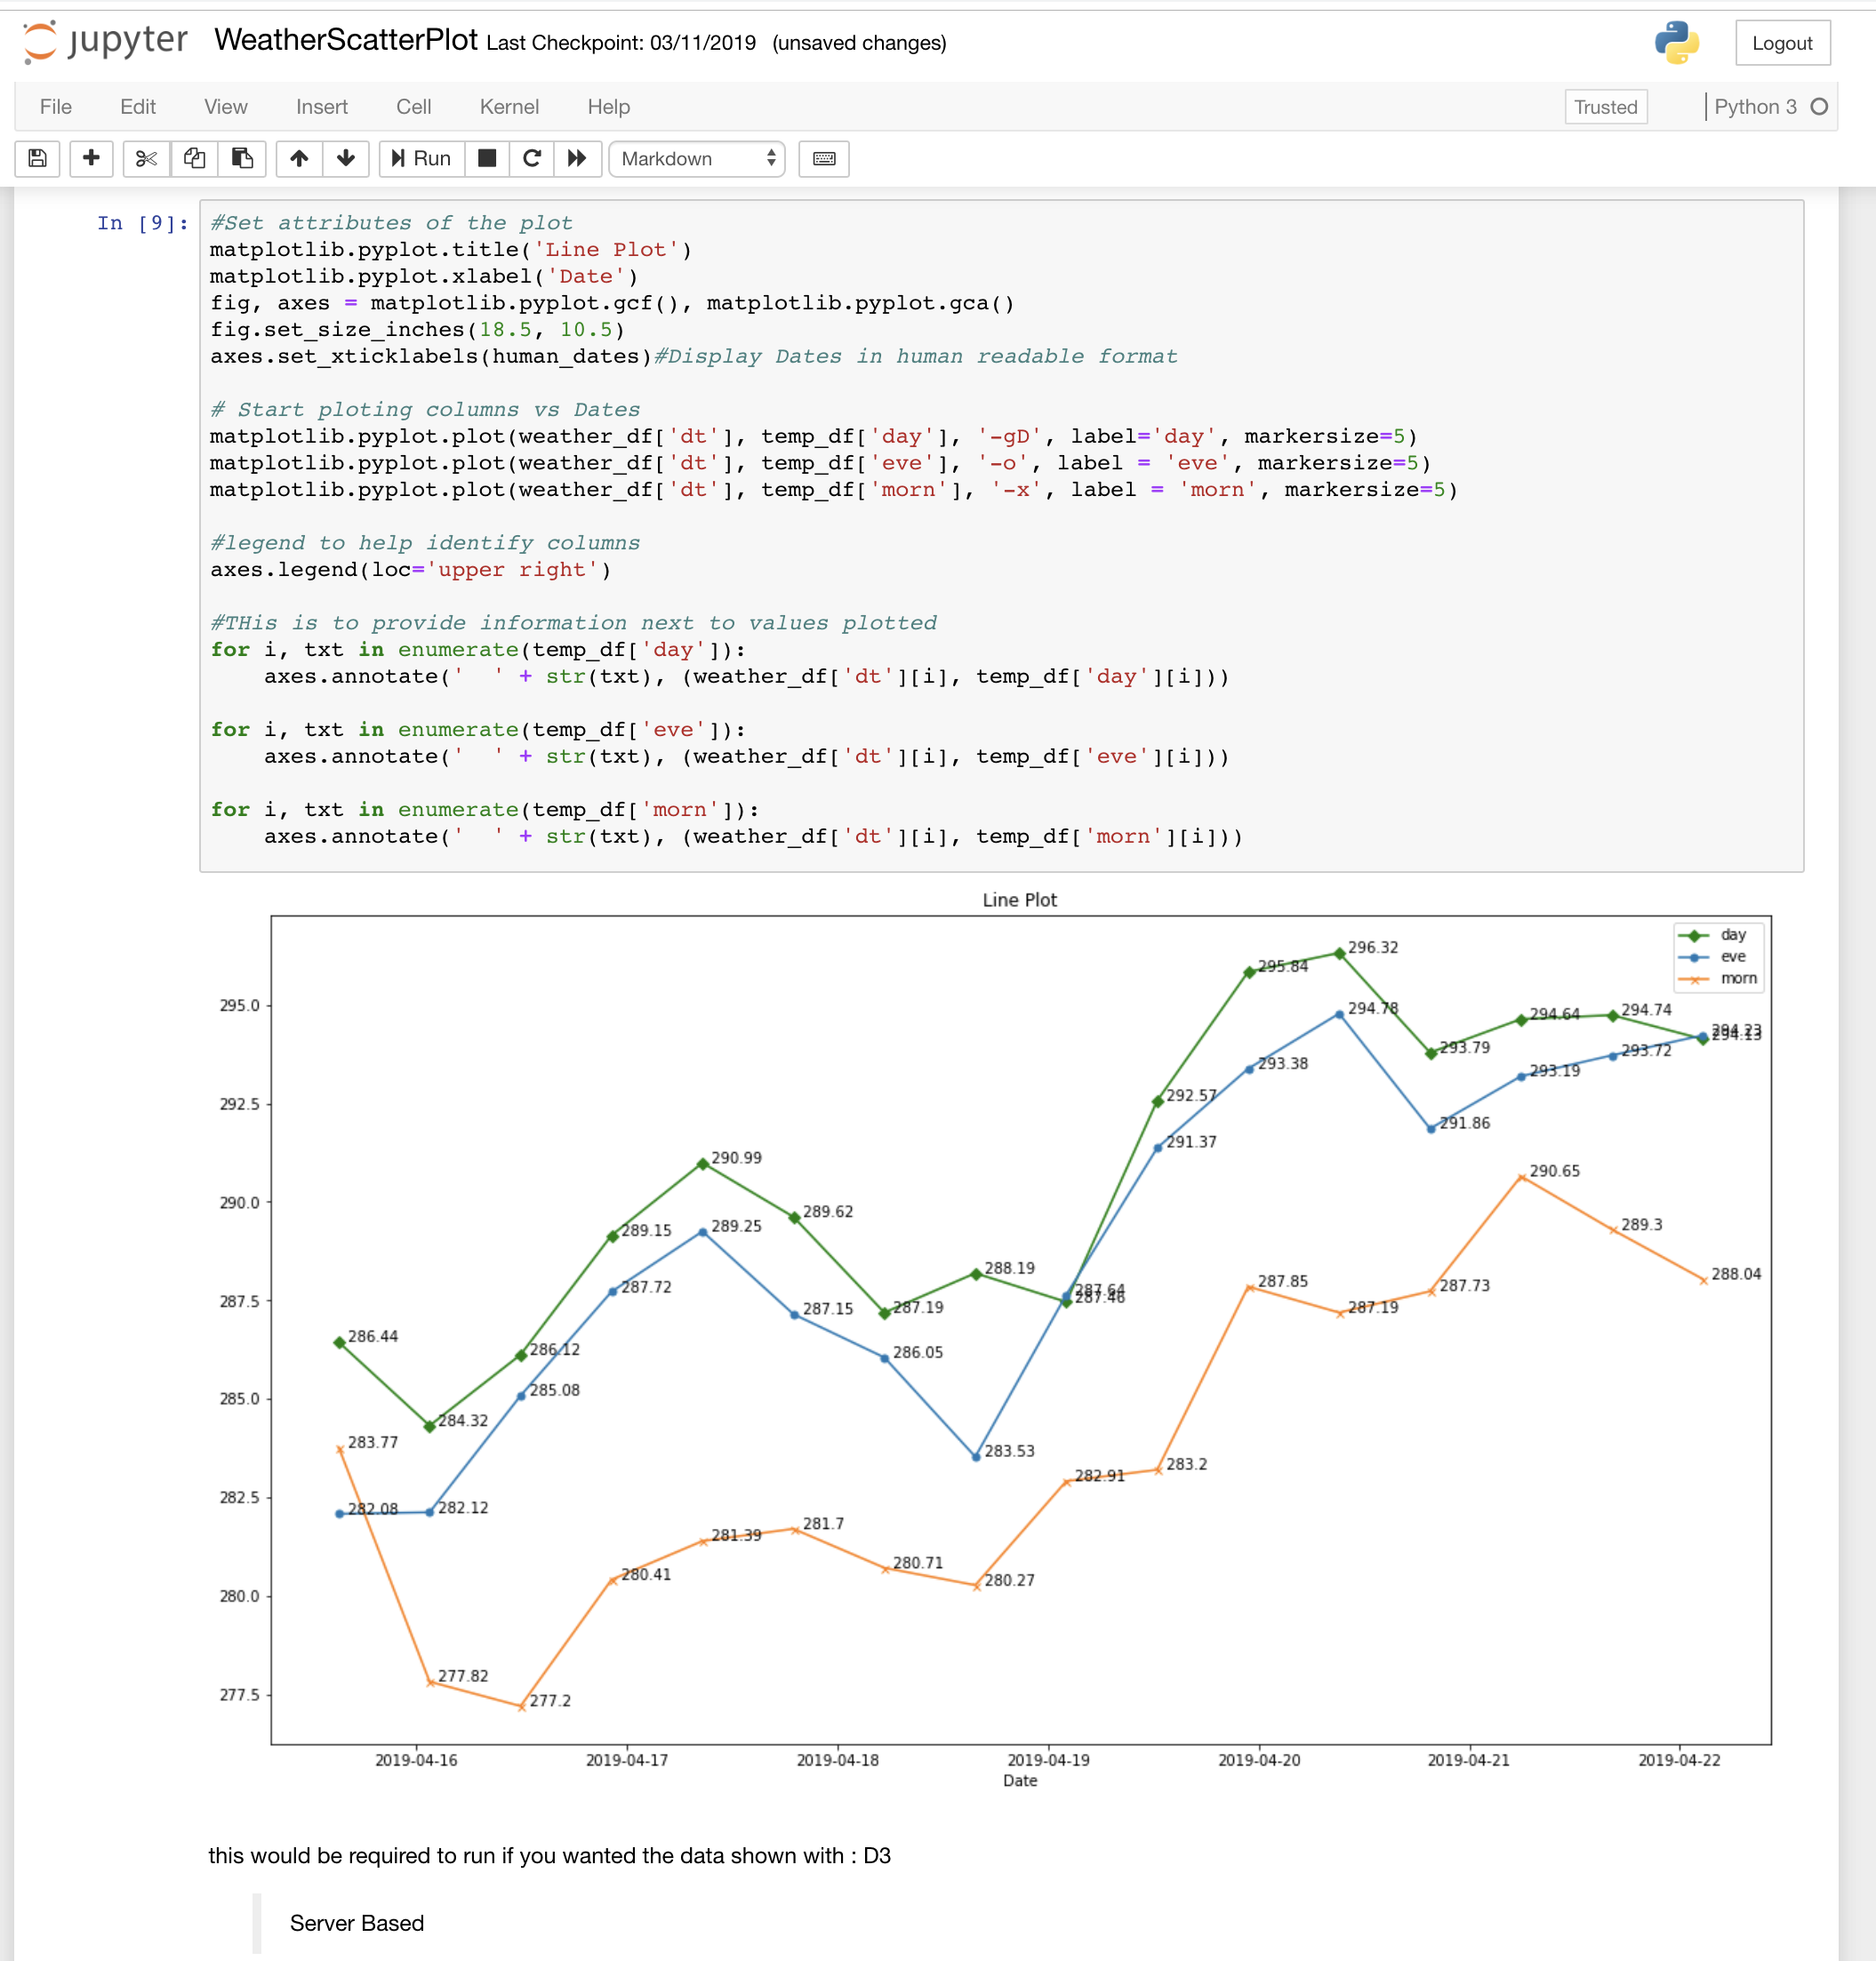 jupyter WeatherScatterPlot Last Checkpoint: 03/11/2019 (unsaved changes) Logout
File Edit View Insert Cell Kernel Help Trusted Python 3
Run Markdown
In [9]: #Set attributes of the plot
matplotlib.pyplot.title('Line Plot')
matplotlib.pyplot.xlabel('Date')
fig, axes = matplotlib.pyplot.gcf(), matplotlib.pyplot.gca()
fig.set_size_inches(18.5, 10.5)
axes.set_xticklabels(human_dates)#Display Dates in human readable format
# Start ploting columns vs Dates
matplotlib.pyplot.plot(weather_df['dt'], temp_df['day'], '-gD', label='day', markersize=5)
matplotlib.pyplot.plot(weather_df['dt'], temp_df['eve'], '-o', label = 'eve', markersize=5)
matplotlib.pyplot.plot(weather_df['dt'], temp_df['morn'], '-x', label = 'morn', markersize=5)
#legend to help identify columns
axes.legend(loc='upper right')
#THis is to provide information next to values plotted
for i, txt in enumerate(temp_df['day']):
    axes.annotate('  ' + str(txt), (weather_df['dt'][i], temp_df['day'][i]))
for i, txt in enumerate(temp_df['eve']):
    axes.annotate('  ' + str(txt), (weather_df['dt'][i], temp_df['eve'][i]))
for i, txt in enumerate(temp_df['morn']):
    axes.annotate('  ' + str(txt), (weather_df['dt'][i], temp_df['morn'][i]))
Line Plot
day
eve
morn
295.0
292.5
290.0
287.5
285.0
282.5
280.0
277.5
286.44
284.32
286.12
289.15
290.99
289.62
287.19
288.19
287.46
292.57
295.84
296.32
293.79
294.64
294.74
294.13
282.08
282.12
285.08
287.72
289.25
287.15
286.05
283.53
287.64
291.37
293.38
294.78
291.86
293.19
293.72
294.23
283.77
277.82
277.2
280.41
281.39
281.7
280.71
280.27
282.91
283.2
287.85
287.19
287.73
290.65
289.3
288.04
2019-04-16 2019-04-17 2019-04-18 2019-04-19 2019-04-20 2019-04-21 2019-04-22
Date
this would be required to run if you wanted the data shown with : D3
Server Based